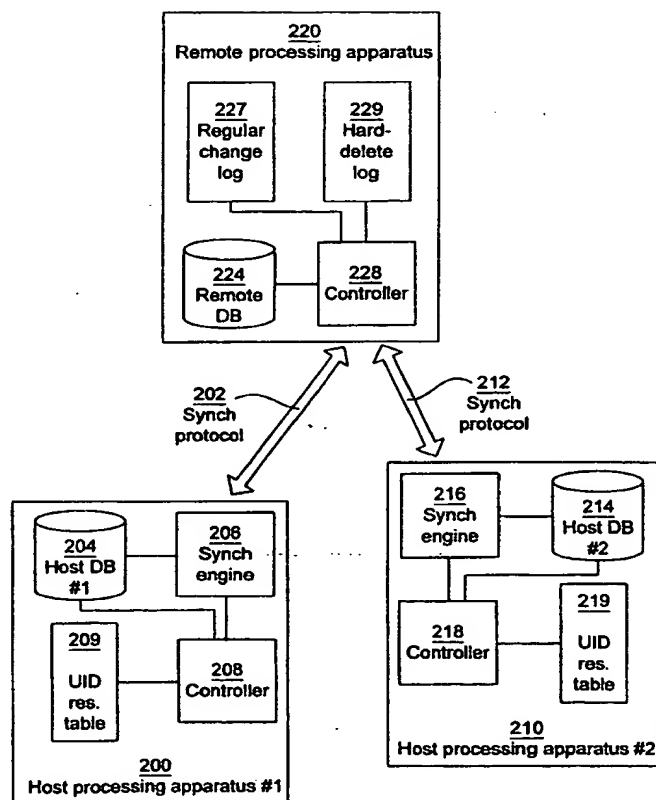 220
Remote processing apparatus
227
Regular
change
log
229
Hard-
delete
log
224
Remote
DB
228
Controller
202
Synch
protocol
212
Synch
protocol
204
Host DB
#1
206
Synch
engine
209
UID
res.
table
208
Controller
200
Host processing apparatus #1
216
Synch
engine
214
Host DB
#2
218
Controller
219
UID
res.
table
210
Host processing apparatus #2